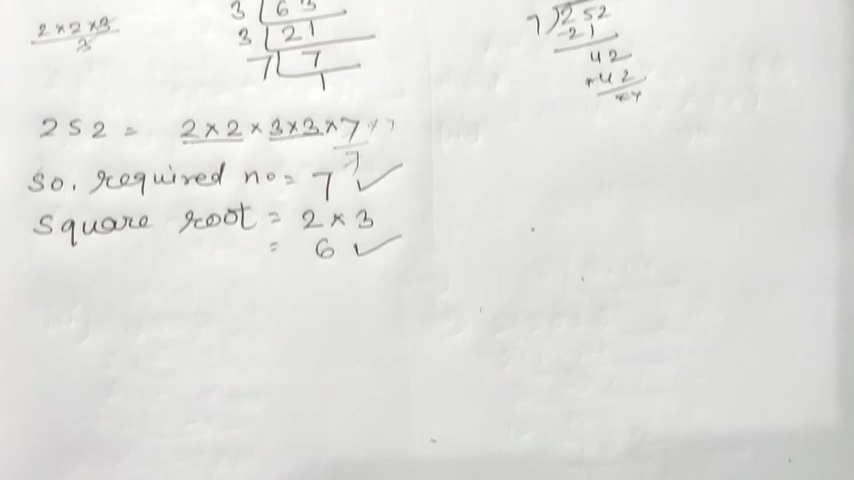 2 × 2 × 3
3
3 | 63
3 | 21
7 | 7
1
7 ) 252
-21
42
-42
252 = 2 × 2 × 3 × 3 × 7
7
So, required no = 7 ✓
Square root = 2 × 3
= 6 ✓